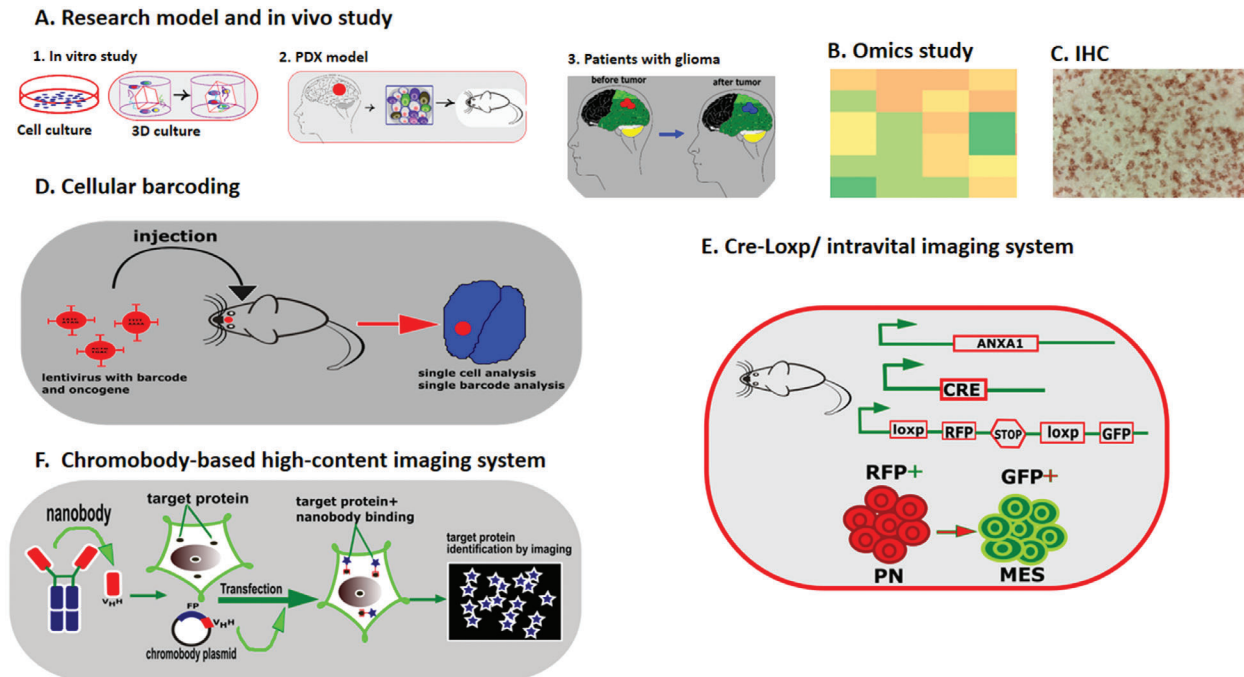 A. Research model and in vivo study
1. In vitro study
Cell culture
3D culture
2. PDX model
3. Patients with glioma
before tumor
after tumor
B. Omics study
C. IHC
D. Cellular barcoding
injection
lentivirus with barcode
and oncogene
single cell analysis
single barcode analysis
E. Cre-Loxp/ intravital imaging system
ANXA1
CRE
loxp RFP STOP loxp GFP
RFP+ GFP+
PN MES
F. Chromobody-based high-content imaging system
nanobody
VHH
target protein
Transfection
FP
VHH
chromobody plasmid
target protein+
nanobody binding
target protein
identification by imaging